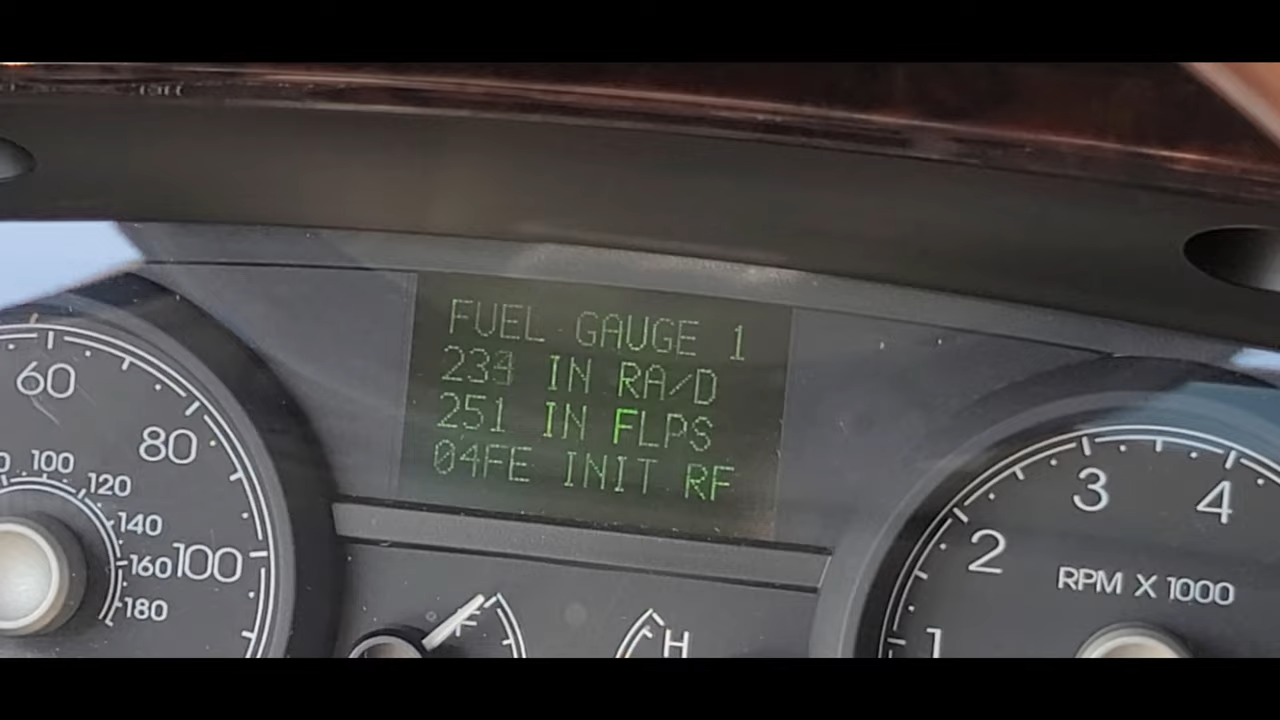 FUEL GAUGE 1
IN RA/D
251 IN FLPS
04FE INIT RF
60
80
100
100
120
140
160
180
F
H
1
2
3
4
RPM X 1000